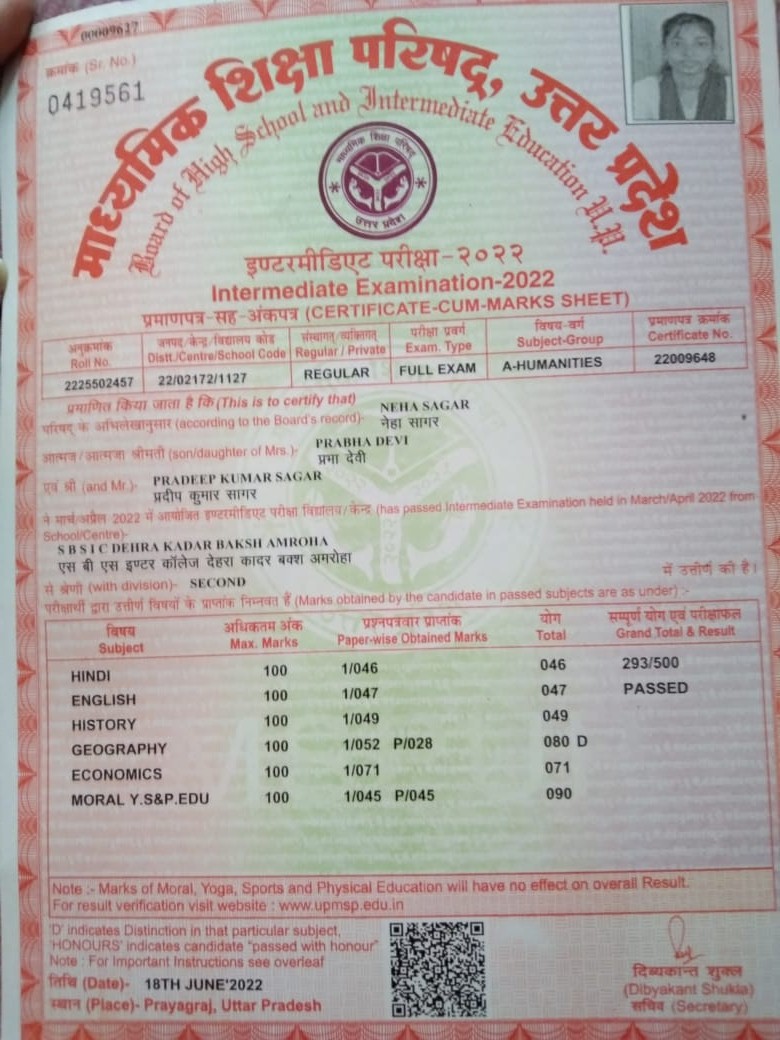 00009617
क्रमांक (Sr. No.)
0419561
माध्यमिक शिक्षा परिषद्, उत्तर प्रदेश
Board of High School and Intermediate Education U.P.
माध्यमिक शिक्षा परिषद्
उत्तर प्रदेश
इण्टरमीडिएट परीक्षा-२०२२
Intermediate Examination-2022
प्रमाणपत्र-सह-अंकपत्र (CERTIFICATE-CUM-MARKS SHEET)
अनुक्रमांक जनपद/केन्द्र/विद्यालय कोड संस्थागत/व्यक्तिगत परीक्षा प्रवर्ग विषय-वर्ग प्रमाणपत्र क्रमांक
Roll No. Distt./Centre/School Code Regular / Private Exam. Type Subject-Group Certificate No.
2225502457 22/02172/1127 REGULAR FULL EXAM A-HUMANITIES 22009648
प्रमाणित किया जाता है कि (This is to certify that) NEHA SAGAR
परिषद के अभिलेखानुसार (according to the Board's record)- नेहा सागर
PRABHA DEVI
आत्मज/आत्मजा श्रीमती (son/daughter of Mrs.)- प्रभा देवी
एवं श्री (and Mr.)- PRADEEP KUMAR SAGAR
प्रदीप कुमार सागर
ने मार्च/अप्रैल 2022 में आयोजित इण्टरमीडिएट परीक्षा विद्यालय/केन्द्र (has passed Intermediate Examination held in March/April 2022 from
School/Centre)-
S B S I C DEHRA KADAR BAKSH AMROHA
एस बी एस इण्टर कॉलेज देहरा कादर बक्श अमरोहा
से श्रेणी (with division)- SECOND में उत्तीर्ण की है।
परीक्षार्थी द्वारा उत्तीर्ण विषयों के प्राप्तांक निम्नवत हैं (Marks obtained by the candidate in passed subjects are as under) :-
विषय अधिकतम अंक प्रश्नपत्रवार प्राप्तांक योग सम्पूर्ण योग एवं परीक्षाफल
Subject Max. Marks Paper-wise Obtained Marks Total Grand Total & Result
HINDI 100 1/046 046 293/500
ENGLISH 100 1/047 047 PASSED
HISTORY 100 1/049 049
GEOGRAPHY 100 1/052 P/028 080 D
ECONOMICS 100 1/071 071
MORAL Y.S&P.EDU 100 1/045 P/045 090
Note :- Marks of Moral, Yoga, Sports and Physical Education will have no effect on overall Result.
For result verification visit website : www.upmsp.edu.in
'D' indicates Distinction in that particular subject,
'HONOURS' indicates candidate "passed with honour"
Note : For Important Instructions see overleaf
तिथि (Date)- 18TH JUNE'2022
स्थान (Place)- Prayagraj, Uttar Pradesh
दिब्यकान्त शुक्ल
(Dibyakant Shukla)
सचिव (Secretary)